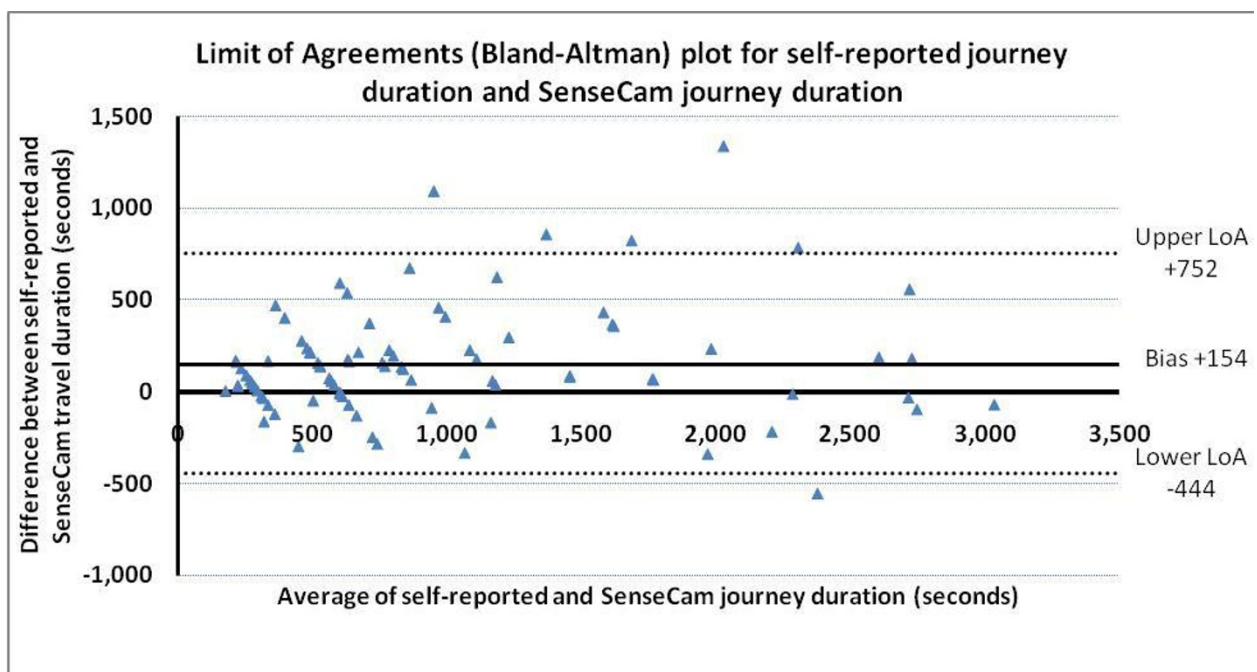 Limit of Agreements (Bland-Altman) plot for self-reported journey
duration and SenseCam journey duration
Difference between self-reported and
SenseCam travel duration (seconds)
1,500
1,000
500
0
-500
-1,000
0
500
1,000
1,500
2,000
2,500
3,000
3,500
Upper LoA
+752
Bias +154
Lower LoA
-444
Average of self-reported and SenseCam journey duration (seconds)